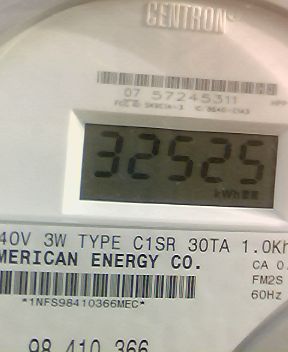 CENTRON®
07 57245311
32525
kWh
40V 3W TYPE C1SR 30TA 1.0Kh
MERICAN ENERGY CO.
CA 0.
FM2S
60Hz
*1NFS98410366MEC*
98 410 366